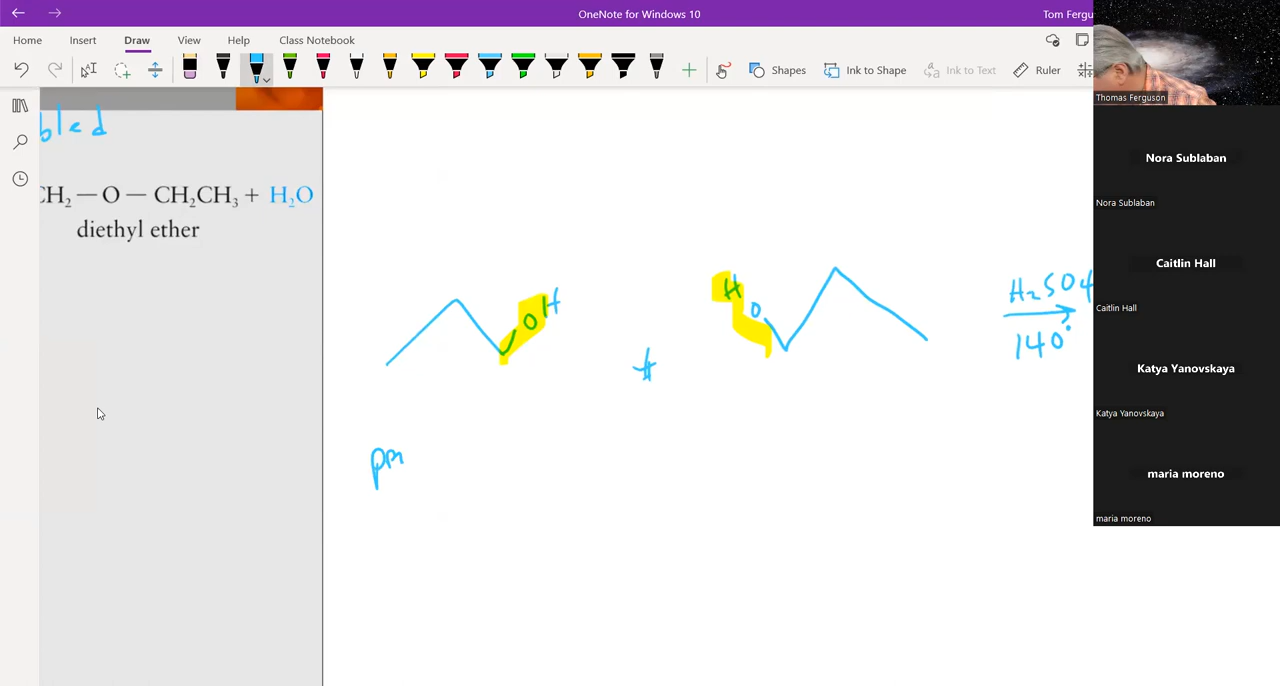 OneNote for Windows 10
Tom Fergu
Home Insert Draw View Help Class Notebook
Shapes Ink to Shape Ink to Text Ruler
Thomas Ferguson
bled
CH2 — O — CH2CH3 + H2O
diethyl ether
OH
H
O
+
H2SO4
140°
Nora Sublaban
Nora Sublaban
Caitlin Hall
Caitlin Hall
Katya Yanovskaya
Katya Yanovskaya
maria moreno
maria moreno